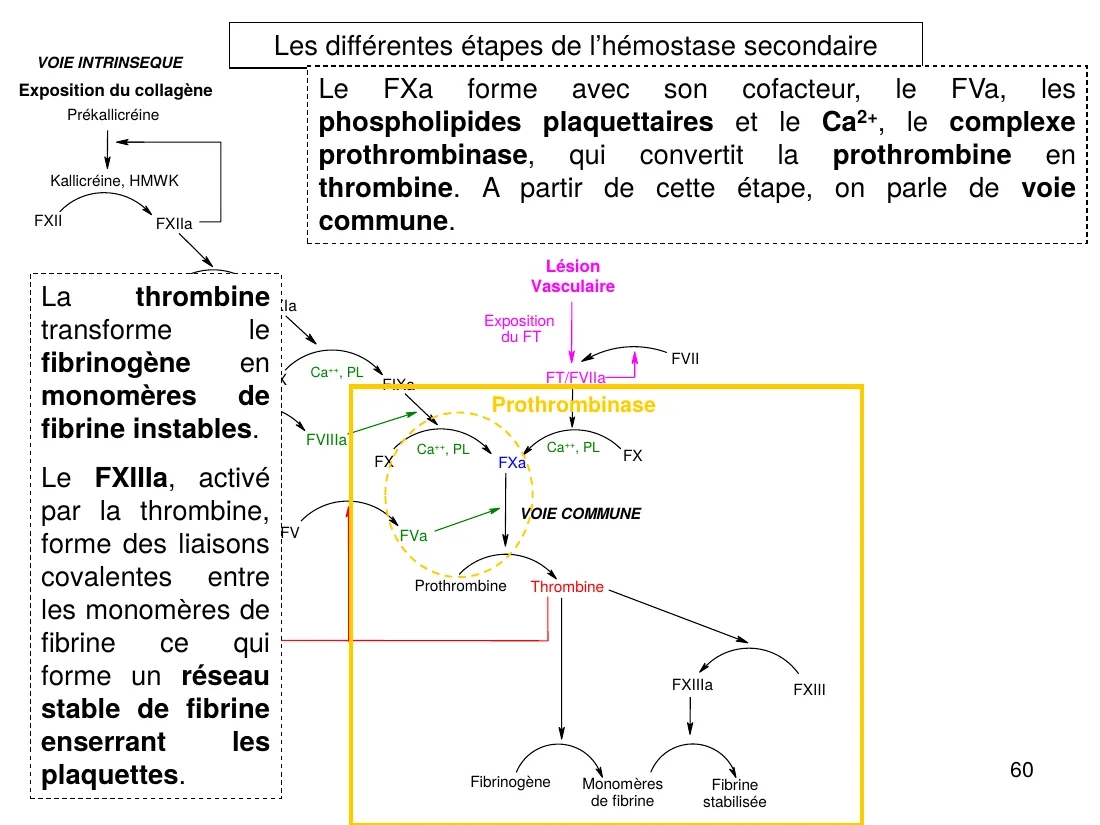 Les différentes étapes de l'hémostase secondaire
VOIE INTRINSEQUE
Exposition du collagène
Prékallicréine
Kallicréine, HMWK
FXII
FXIIa
Le FXa forme avec son cofacteur, le FVa, les
phospholipides plaquettaires et le Ca²⁺, le complexe
prothrombinase, qui convertit la prothrombine en
thrombine. A partir de cette étape, on parle de voie
commune.
La thrombine
transforme le
fibrinogène en
monomères de
fibrine instables.
Le FXIIIa, activé
par la thrombine,
forme des liaisons
covalentes entre
les monomères de
fibrine ce qui
forme un réseau
stable de fibrine
enserrant les
plaquettes.
Lésion
Vasculaire
Exposition
du FT
FVII
FT/FVIIa
Ca⁺⁺, PL
FIXa
Prothrombinase
FVIIIa
FX
Ca⁺⁺, PL
FXa
Ca⁺⁺, PL
FX
VOIE COMMUNE
FV
FVa
Prothrombine
Thrombine
FXIIIa
FXIII
Fibrinogène
Monomères
de fibrine
Fibrine
stabilisée
60